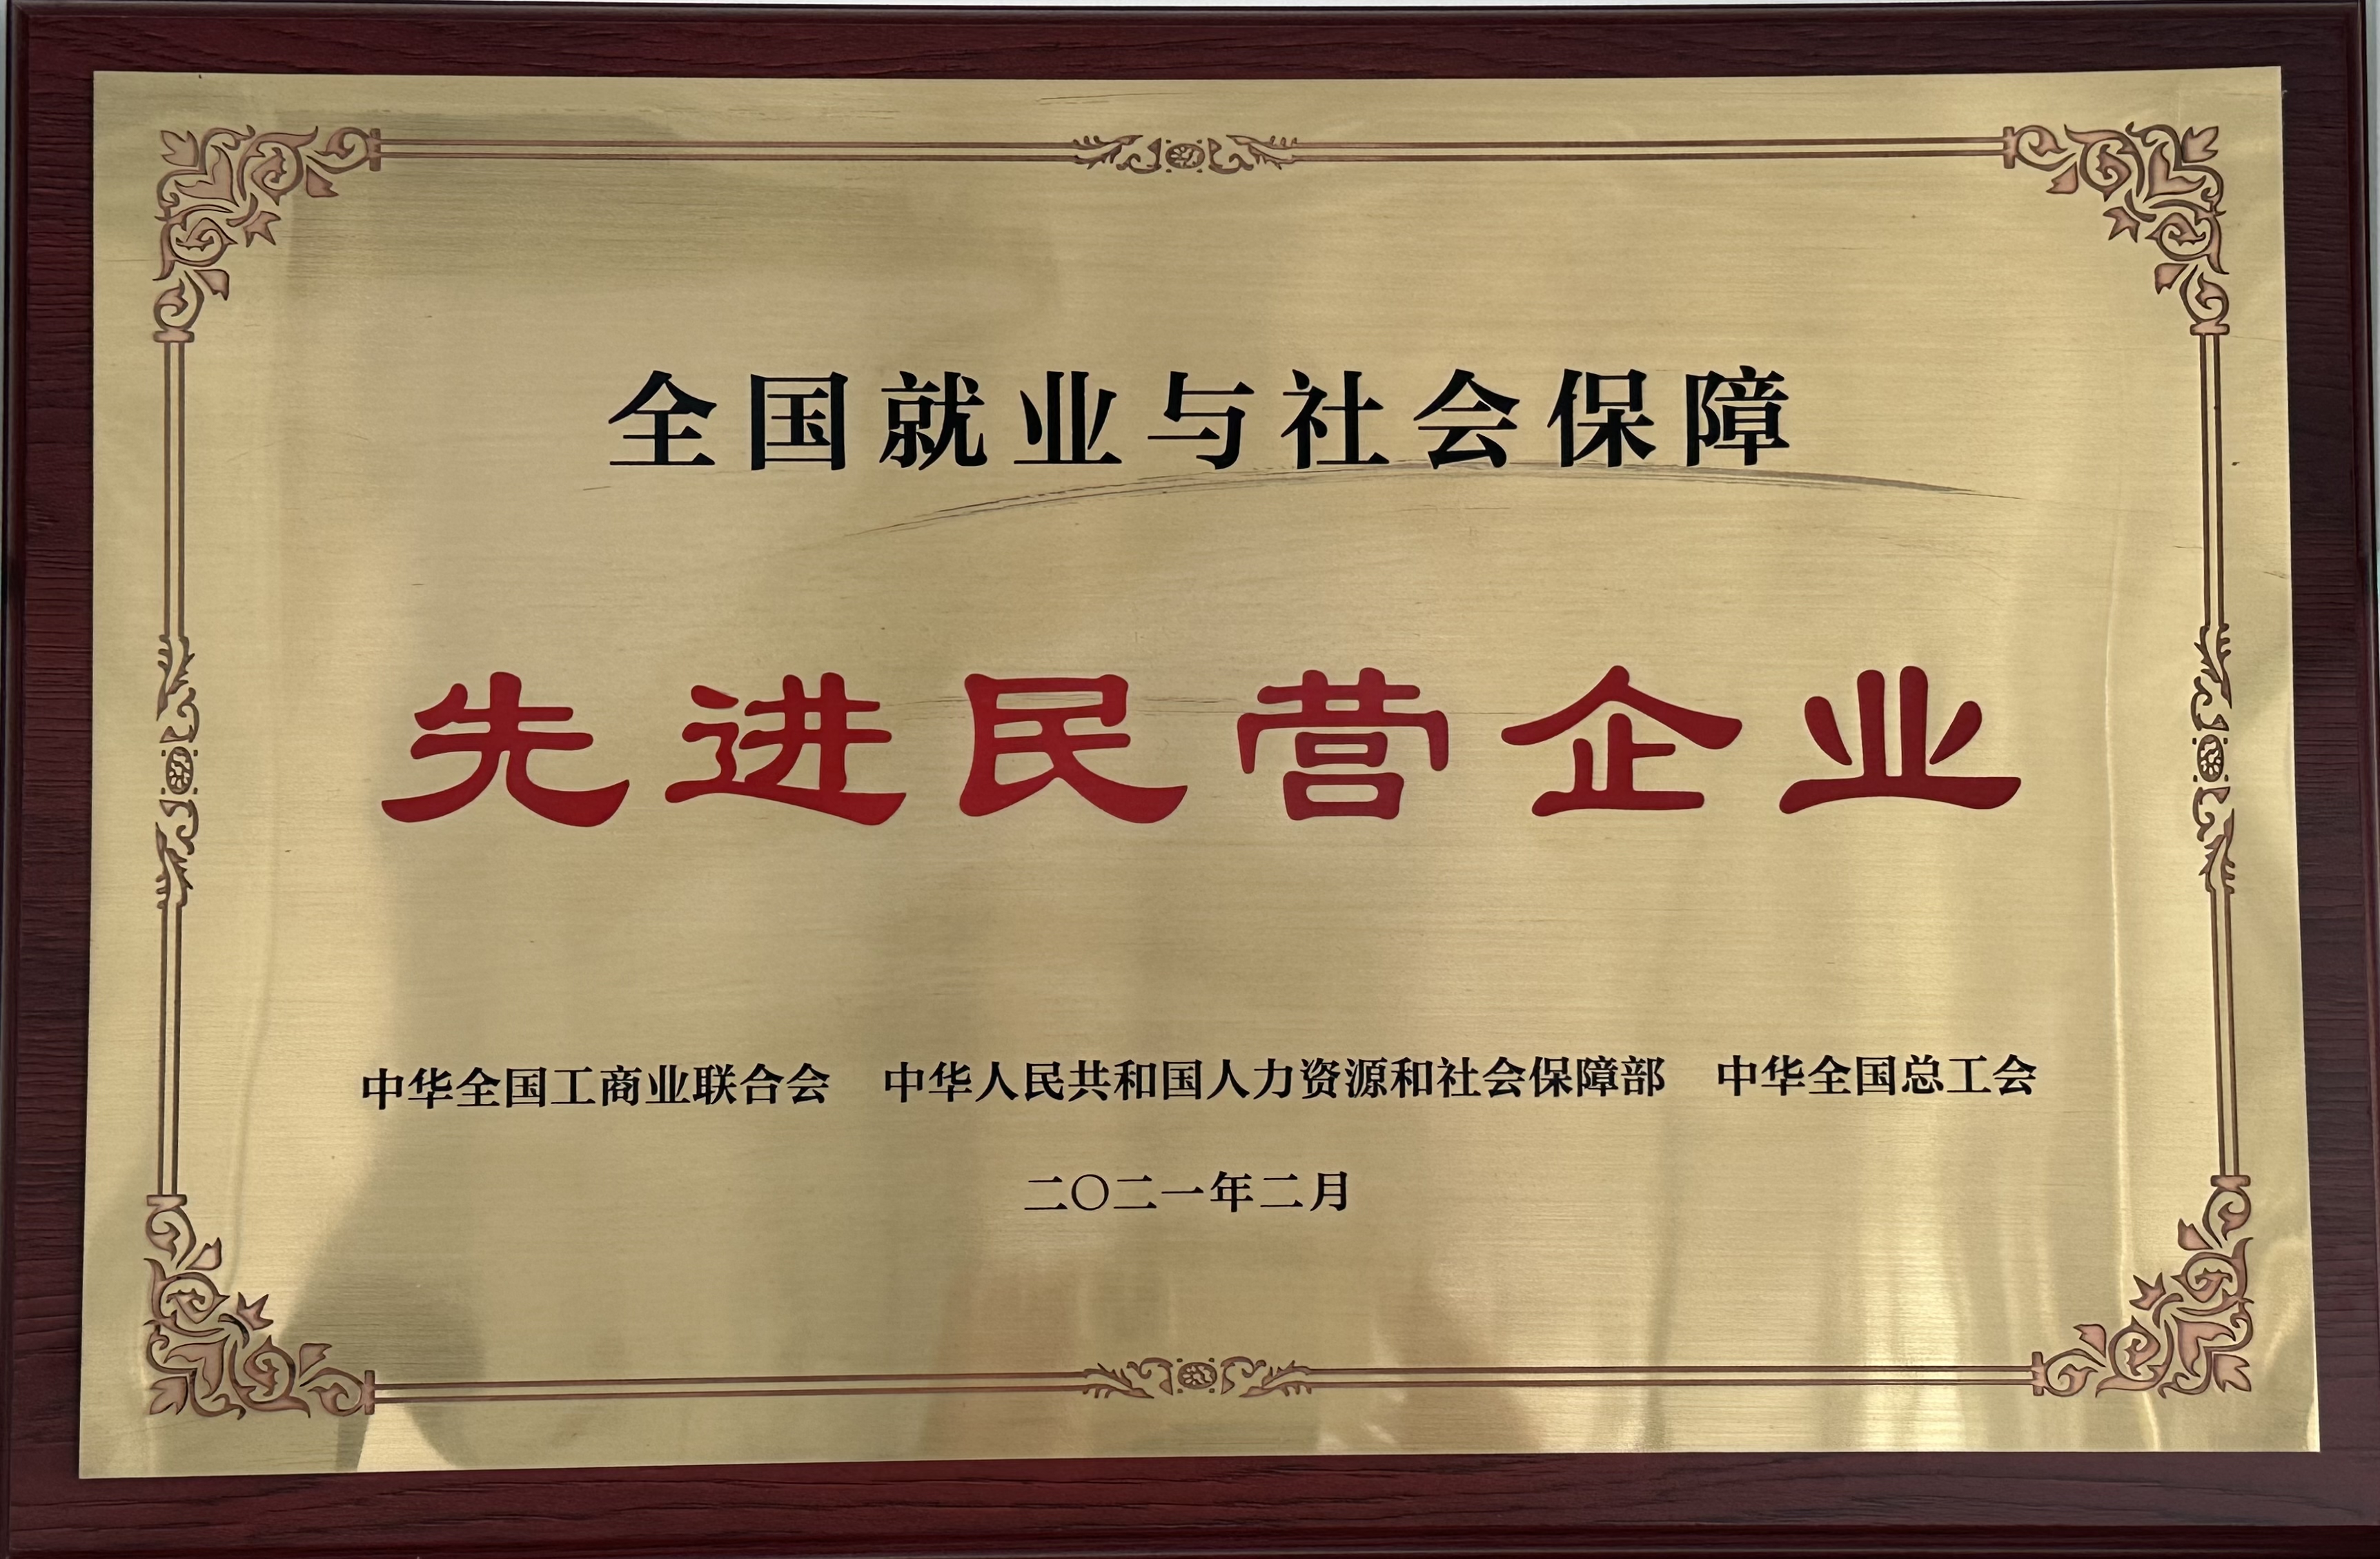 全国就业与社会保障
先进民营企业
中华全国工商业联合会 中华人民共和国人力资源和社会保障部 中华全国总工会
二〇二一年二月